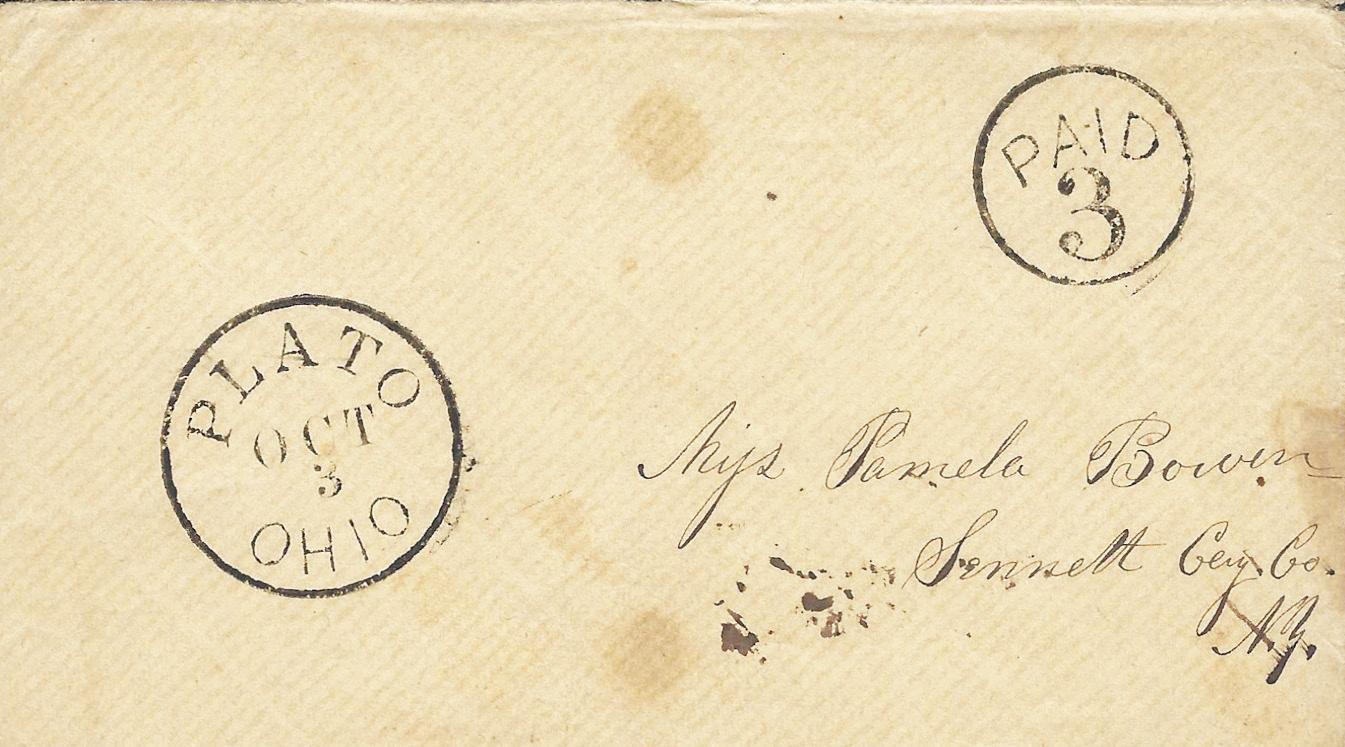 PAID
3
PLATO
OCT
3
OHIO
Miss Pamela Bowen
Sennett Cay. Co.
N.Y.